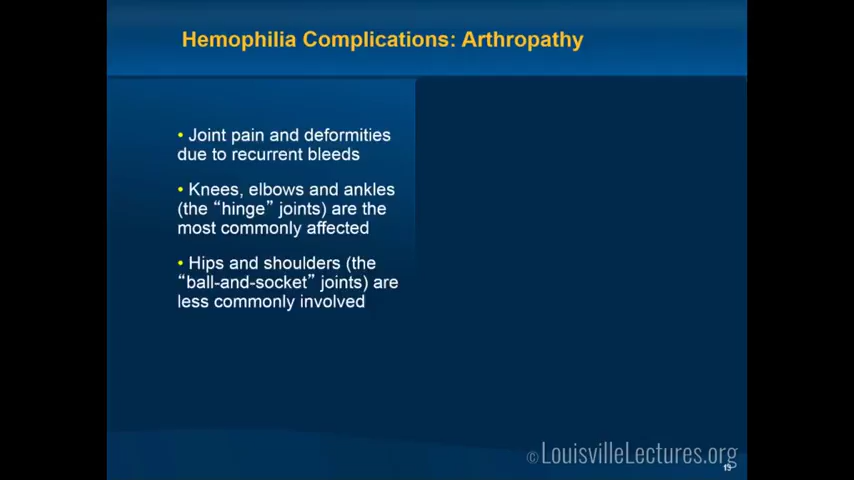 Hemophilia Complications: Arthropathy
• Joint pain and deformities
due to recurrent bleeds
• Knees, elbows and ankles
(the “hinge” joints) are the
most commonly affected
• Hips and shoulders (the
“ball-and-socket” joints) are
less commonly involved
© LouisvilleLectures.org